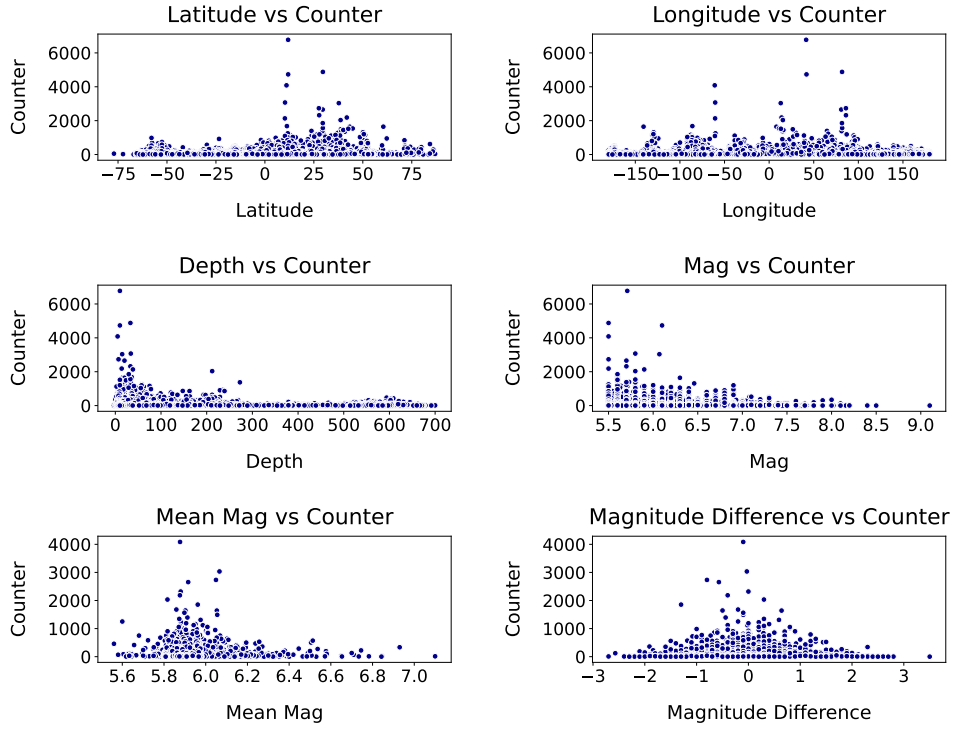 Latitude vs Counter
Counter
6000
4000
2000
0
−75 −50 −25 0 25 50 75
Latitude
Longitude vs Counter
Counter
6000
4000
2000
0
−150 −100 −50 0 50 100 150
Longitude
Depth vs Counter
Counter
6000
4000
2000
0
0 100 200 300 400 500 600 700
Depth
Mag vs Counter
Counter
6000
4000
2000
0
5.5 6.0 6.5 7.0 7.5 8.0 8.5 9.0
Mag
Mean Mag vs Counter
Counter
4000
3000
2000
1000
0
5.6 5.8 6.0 6.2 6.4 6.6 6.8 7.0
Mean Mag
Magnitude Difference vs Counter
Counter
4000
3000
2000
1000
0
−3 −2 −1 0 1 2 3
Magnitude Difference